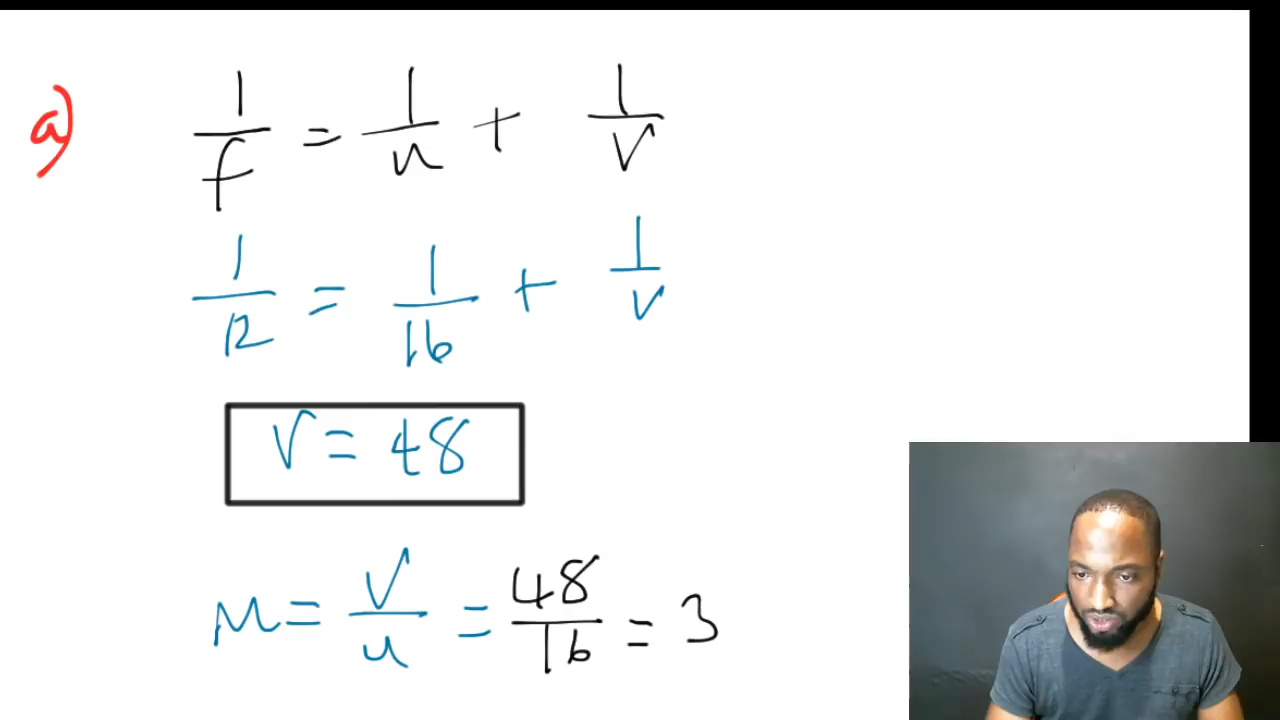 a) 1/f = 1/u + 1/v
1/12 = 1/16 + 1/v
v = 48
M = v/u = 48/16 = 3